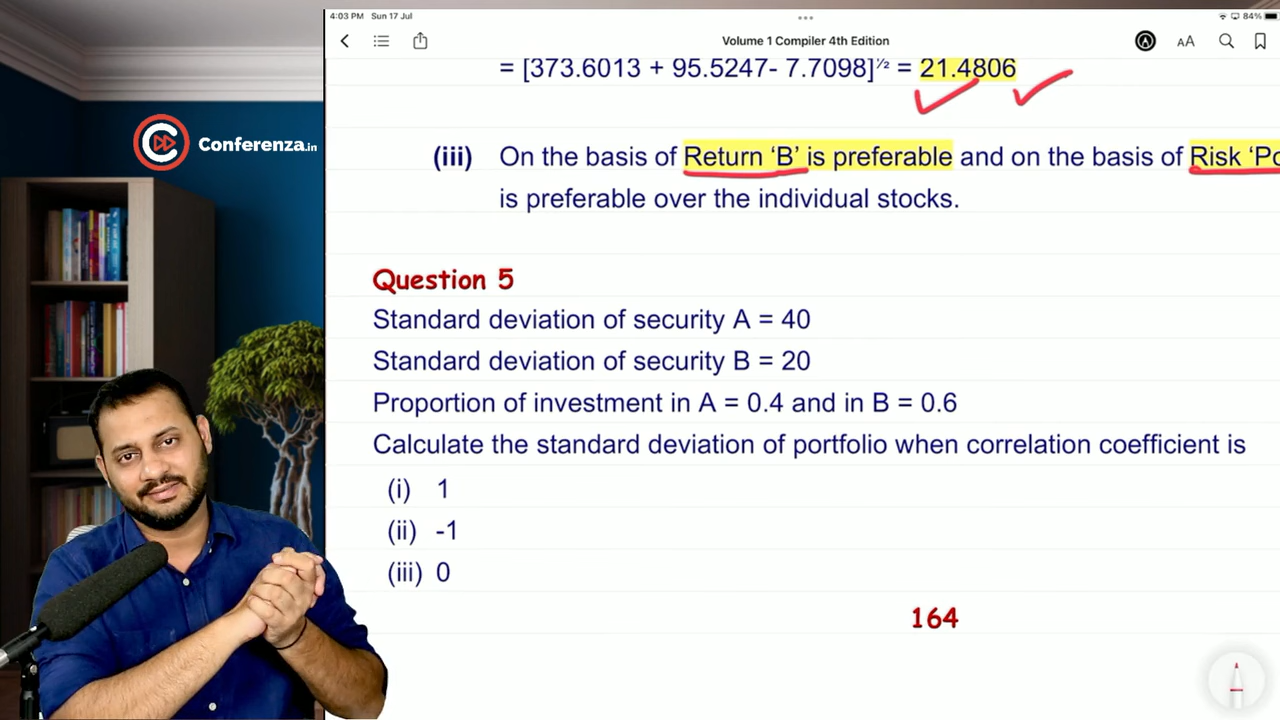 4:03 PM Sun 17 Jul
84%
Volume 1 Compiler 4th Edition
AA
= [373.6013 + 95.5247- 7.7098]^½ = 21.4806
Conferenza.in
(iii) On the basis of Return ‘B’ is preferable and on the basis of Risk
is preferable over the individual stocks.
Question 5
Standard deviation of security A = 40
Standard deviation of security B = 20
Proportion of investment in A = 0.4 and in B = 0.6
Calculate the standard deviation of portfolio when correlation coefficient is
(i) 1
(ii) -1
(iii) 0
164